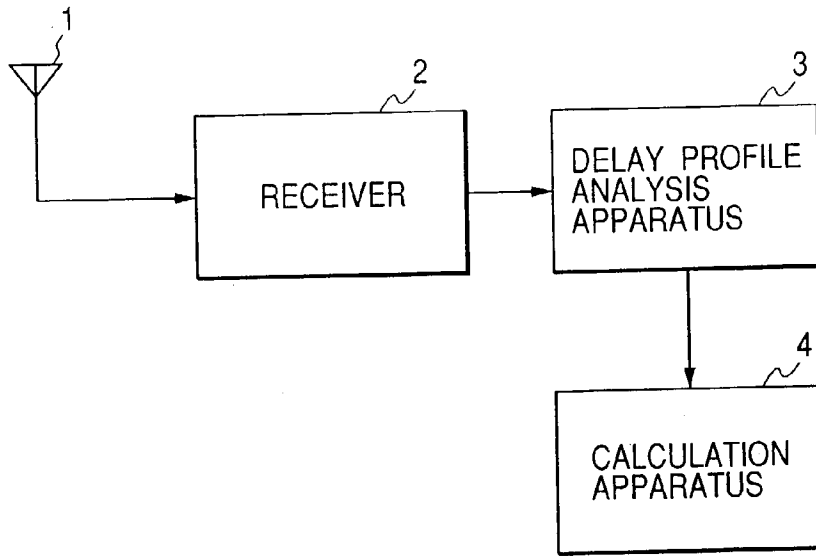 1
2
3
RECEIVER
DELAY PROFILE
ANALYSIS
APPARATUS
4
CALCULATION
APPARATUS